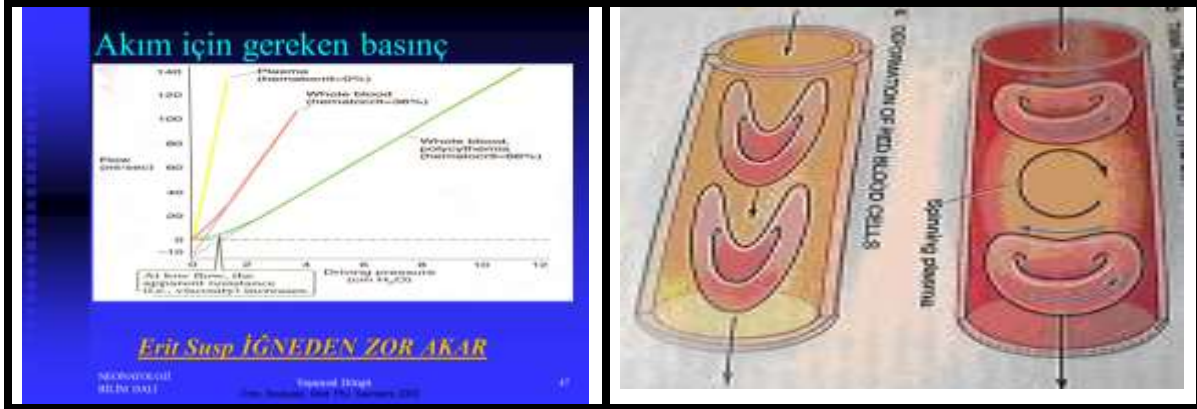 Akım için gereken basınç
140
120
100
80
60
40
20
0
-10
Plasma
(hematocrit=0%)
Whole blood
(hematocrit=38%)
Whole blood,
polycythemia,
Flow
0
2
4
6
8
10
12
Driving pressure
(cm H₂O)
At low flow, the
apparent resistance
(i.e., viscosity) increases
Erit Susp İĞNEDEN ZOR AKAR
NEONATOLOJİ
BİLİM DALI
47
DEFORMATION OF RED BLOOD CELLS
Spinning plasma